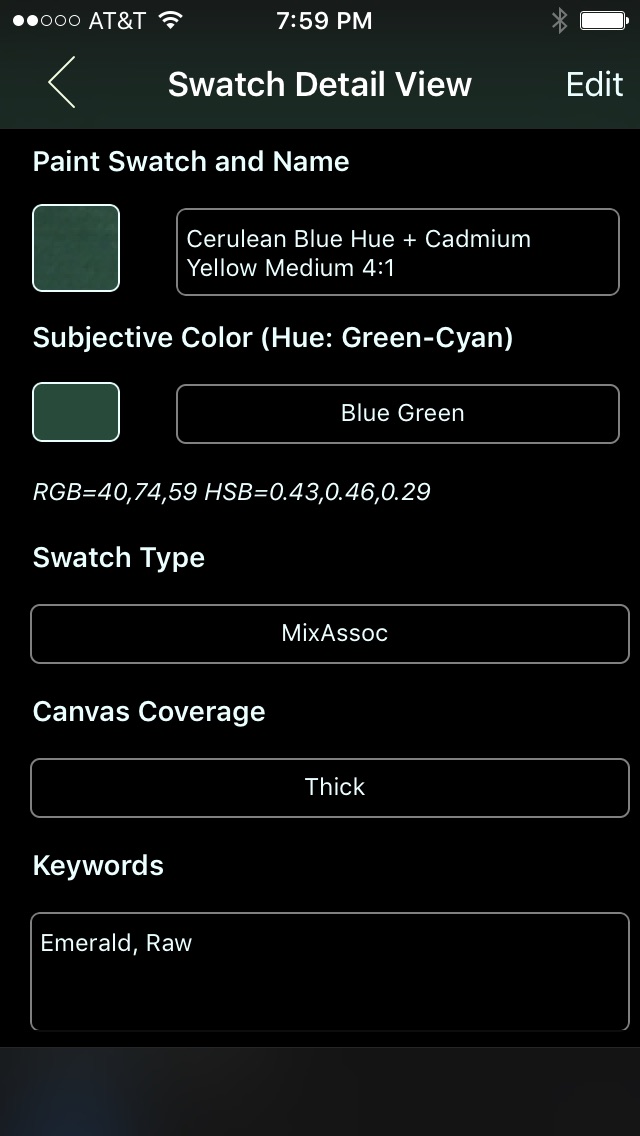 AT&T 7:59 PM
Swatch Detail View Edit
Paint Swatch and Name
Cerulean Blue Hue + Cadmium
Yellow Medium 4:1
Subjective Color (Hue: Green-Cyan)
Blue Green
RGB=40,74,59 HSB=0.43,0.46,0.29
Swatch Type
MixAssoc
Canvas Coverage
Thick
Keywords
Emerald, Raw